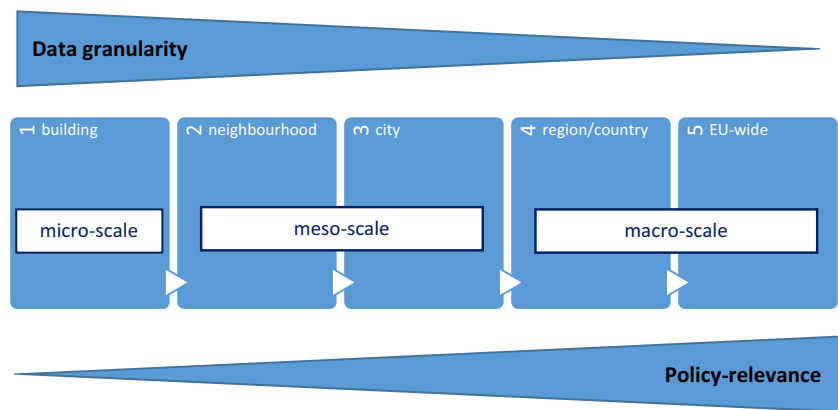 Data granularity
1 building
2 neighbourhood
3 city
4 region/country
5 EU-wide
micro-scale
meso-scale
macro-scale
Policy-relevance